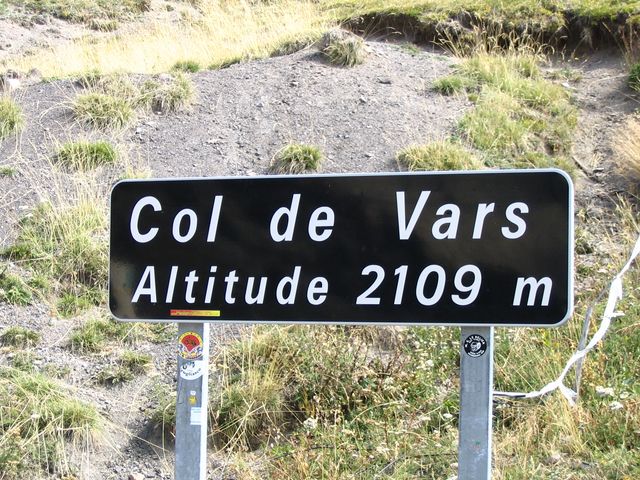 Col de Vars
Altitude 2109 m